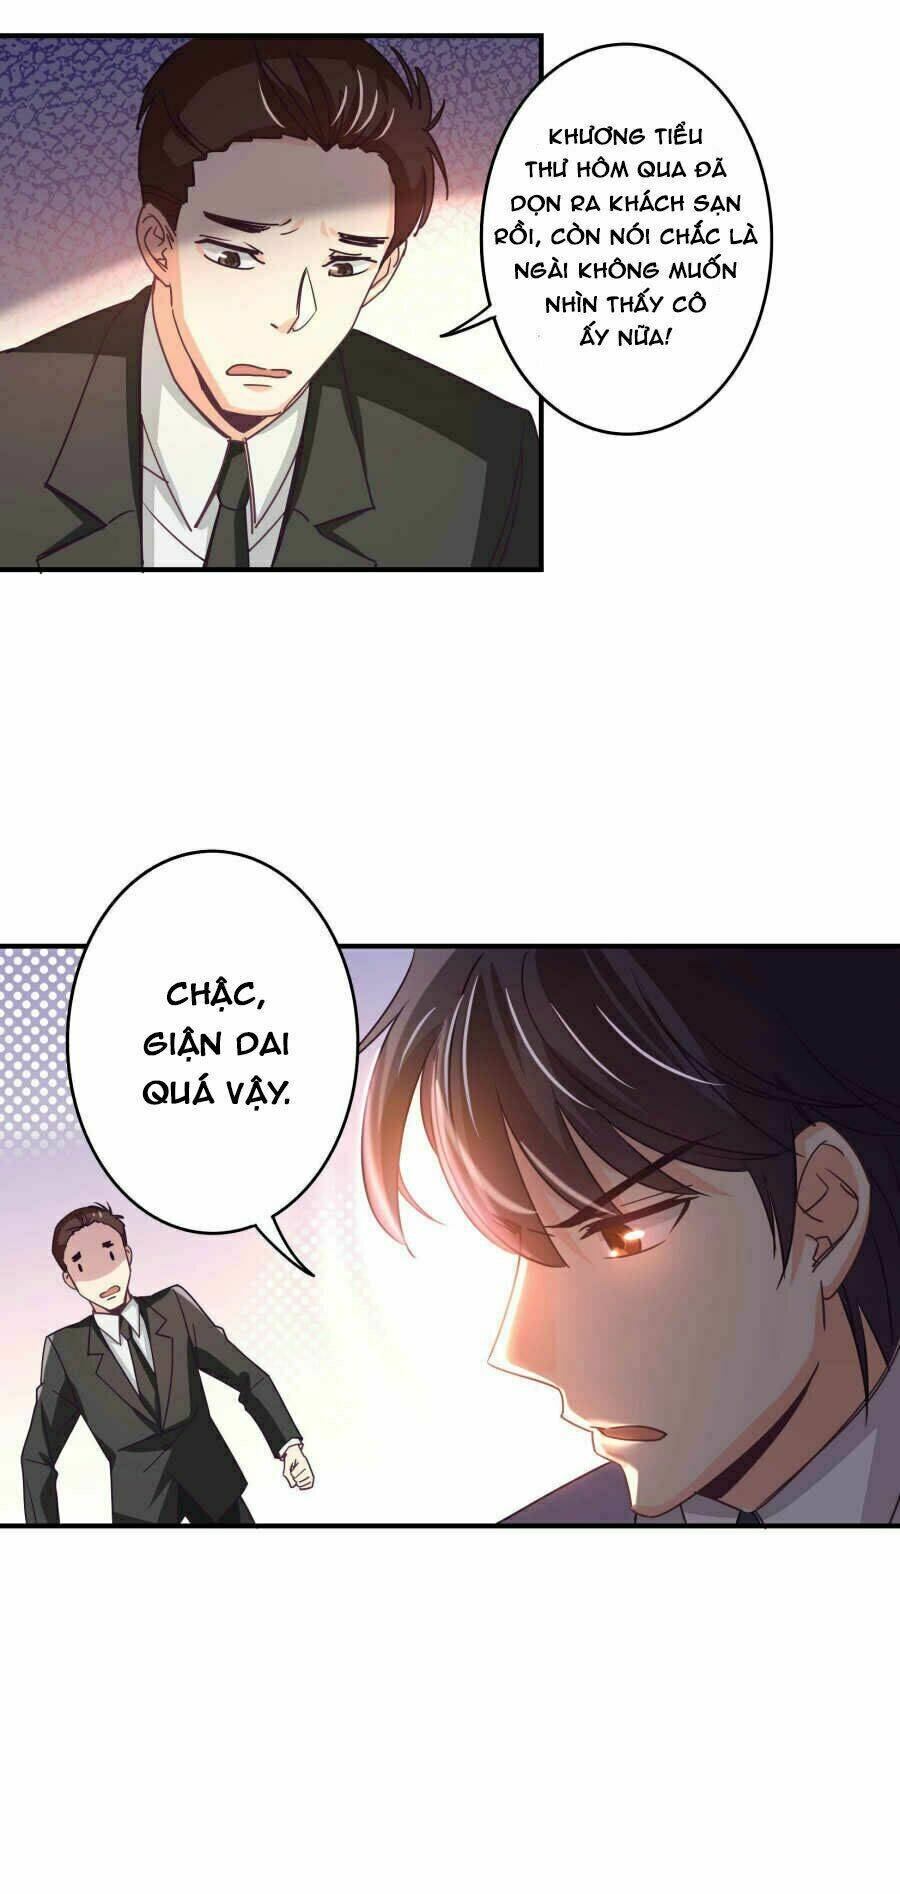 KHƯƠNG TIỂU
THƯ HÔM QUA ĐÃ
DỌN RA KHÁCH SẠN
RỒI, CÒN NÓI CHẮC LÀ
NGÀI KHÔNG MUỐN
NHÌN THẤY CÔ
ẤY NỮA!
CHẬC,
GIẬN DAI
QUÁ VẬY.